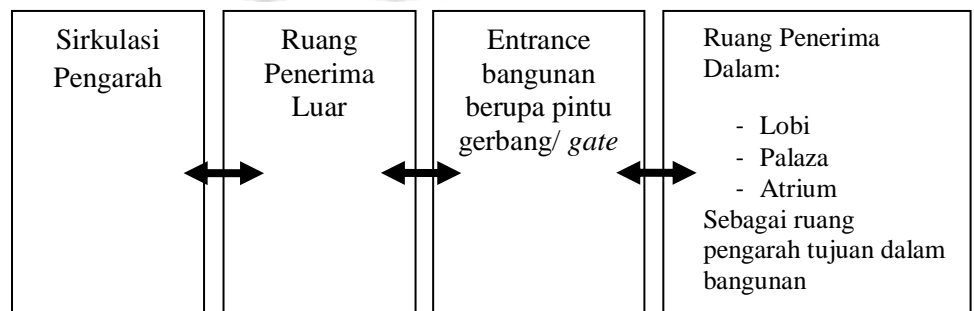 Sirkulasi
Pengarah
Ruang
Penerima
Luar
Entrance
bangunan
berupa pintu
gerbang/ gate
Ruang Penerima
Dalam:
- Lobi
- Palaza
- Atrium
Sebagai ruang
pengarah tujuan dalam
bangunan